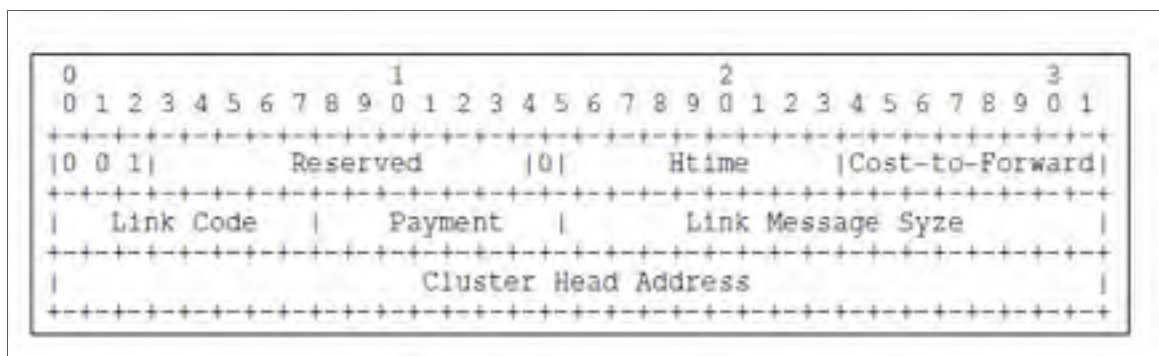 0                   1                   2                   3
0 1 2 3 4 5 6 7 8 9 0 1 2 3 4 5 6 7 8 9 0 1 2 3 4 5 6 7 8 9 0 1
+-+-+-+-+-+-+-+-+-+-+-+-+-+-+-+-+-+-+-+-+-+-+-+-+-+-+-+-+-+-+-+-+
|0 0 1| Reserved |0| Htime |Cost-to-Forward|
+-+-+-+-+-+-+-+-+-+-+-+-+-+-+-+-+-+-+-+-+-+-+-+-+-+-+-+-+-+-+-+-+
| Link Code | Payment | Link Message Syze |
+-+-+-+-+-+-+-+-+-+-+-+-+-+-+-+-+-+-+-+-+-+-+-+-+-+-+-+-+-+-+-+-+
| Cluster Head Address |
+-+-+-+-+-+-+-+-+-+-+-+-+-+-+-+-+-+-+-+-+-+-+-+-+-+-+-+-+-+-+-+-+